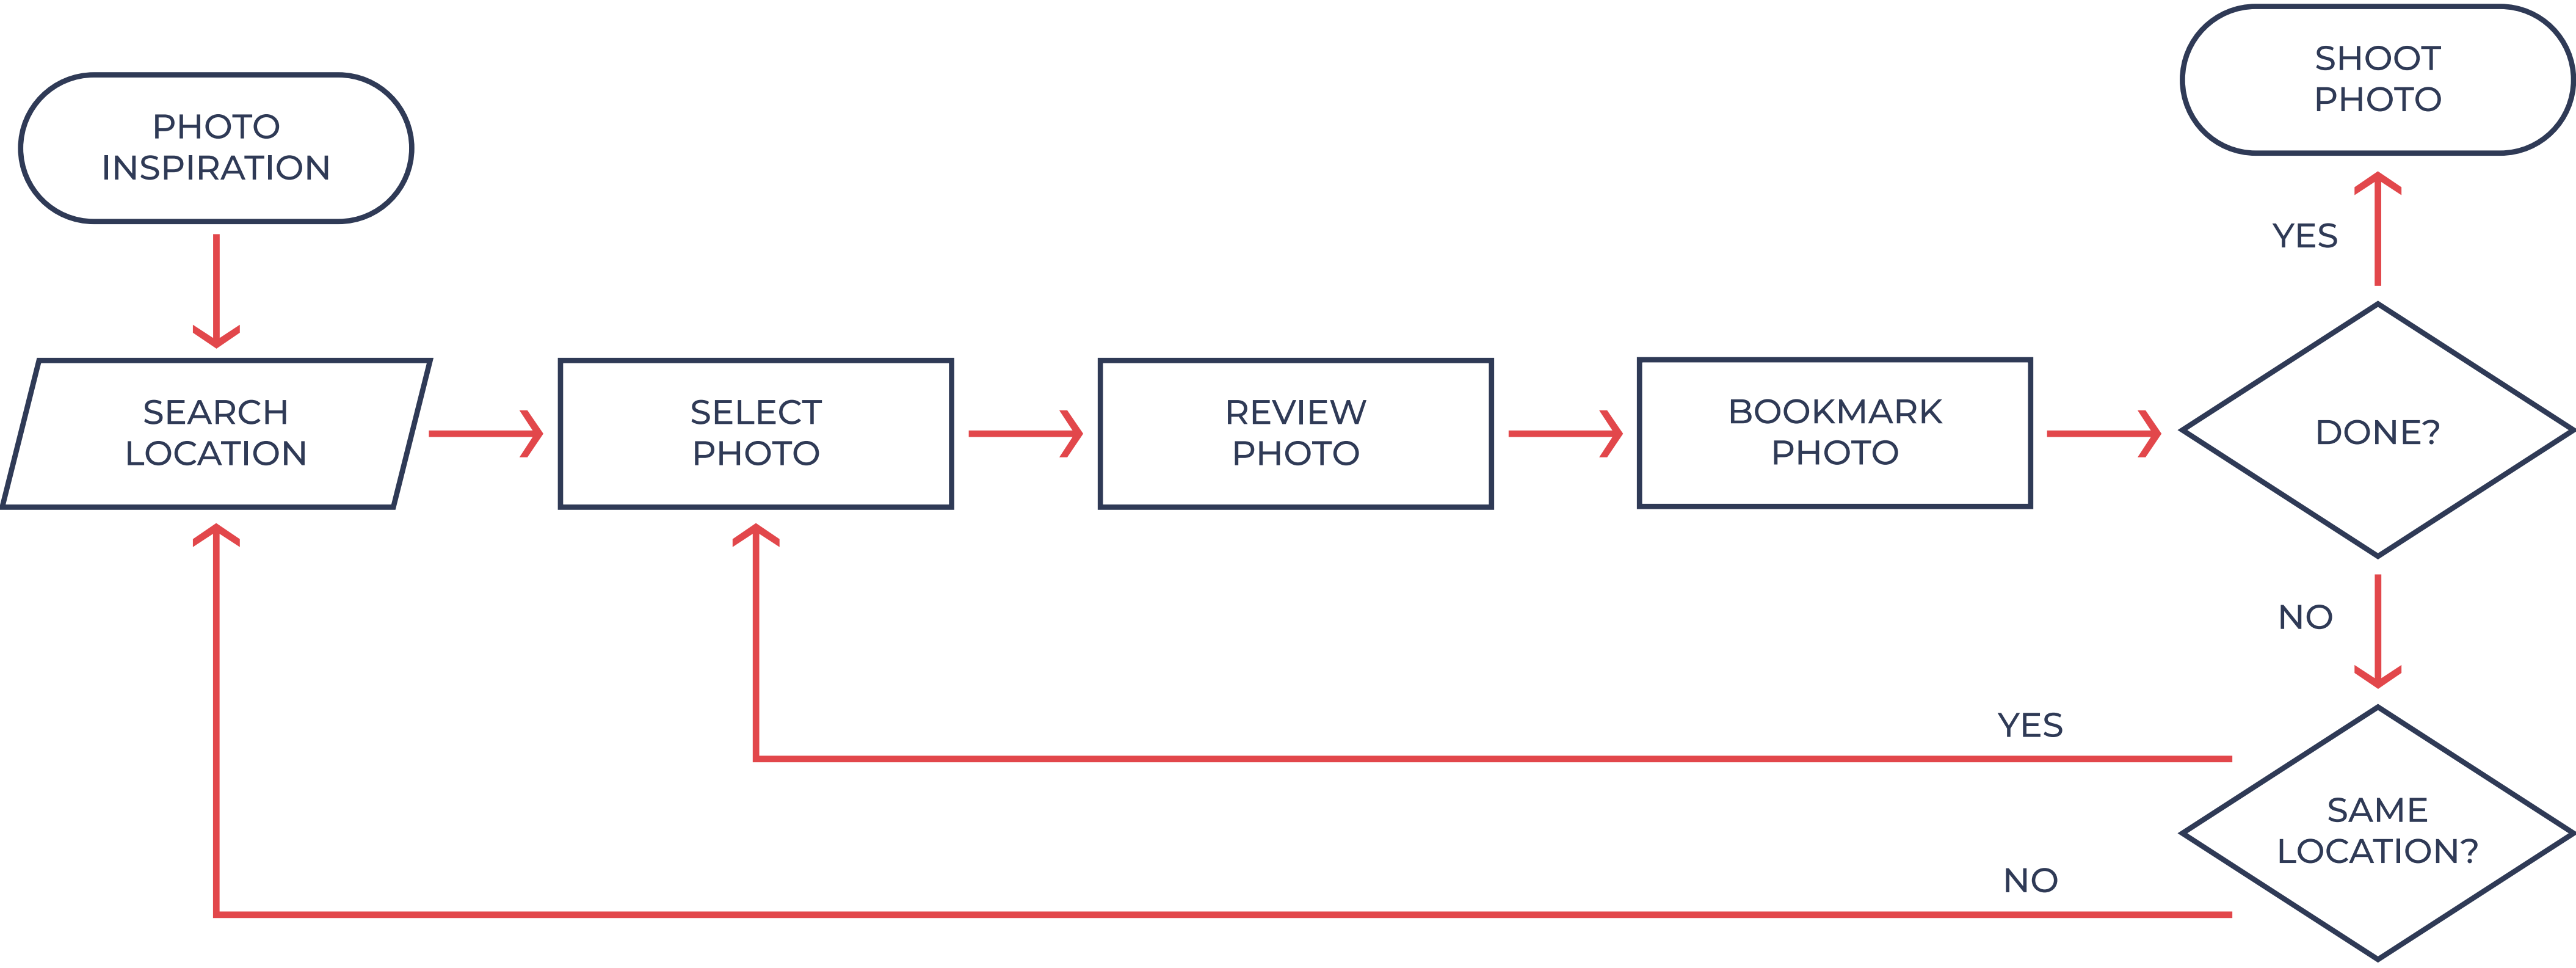 PHOTO
INSPIRATION
SEARCH
LOCATION
SELECT
PHOTO
REVIEW
PHOTO
BOOKMARK
PHOTO
DONE?
YES
SHOOT
PHOTO
NO
SAME
LOCATION?
YES
NO